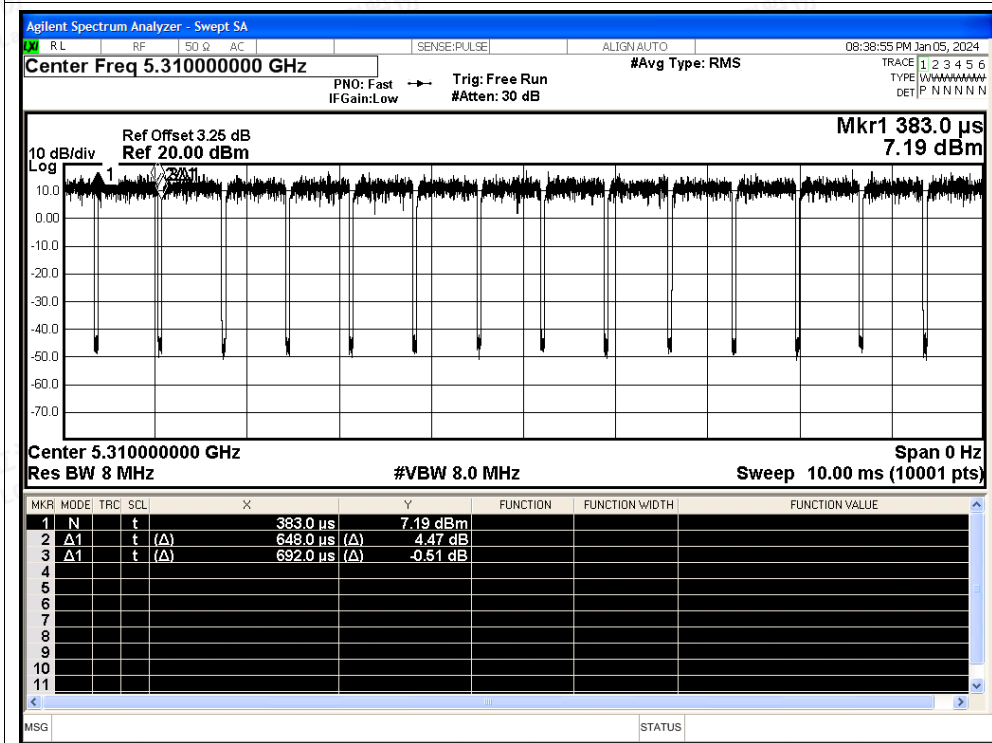 Agilent Spectrum Analyzer - Swept SA
LXI RL RF 50 Ω AC SENSE:PULSE ALIGN AUTO 08:38:55 PM Jan 05, 2024
Center Freq 5.310000000 GHz #Avg Type: RMS TRACE 1 2 3 4 5 6
PNO: Fast Trig: Free Run TYPE W
IFGain:Low #Atten: 30 dB DET P N N N N N
Mkr1 383.0 µs
Ref Offset 3.25 dB
10 dB/div Ref 20.00 dBm 7.19 dBm
Log
1
10.0
0.00
-10.0
-20.0
-30.0
-40.0
-50.0
-60.0
-70.0
Center 5.310000000 GHz Span 0 Hz
Res BW 8 MHz #VBW 8.0 MHz Sweep 10.00 ms (10001 pts)
MKR MODE TRC SCL X Y FUNCTION FUNCTION WIDTH FUNCTION VALUE
1 N t 383.0 µs 7.19 dBm
2 Δ1 t (Δ) 648.0 µs (Δ) 4.47 dB
3 Δ1 t (Δ) 692.0 µs (Δ) -0.51 dB
4
5
6
7
8
9
10
11
MSG STATUS